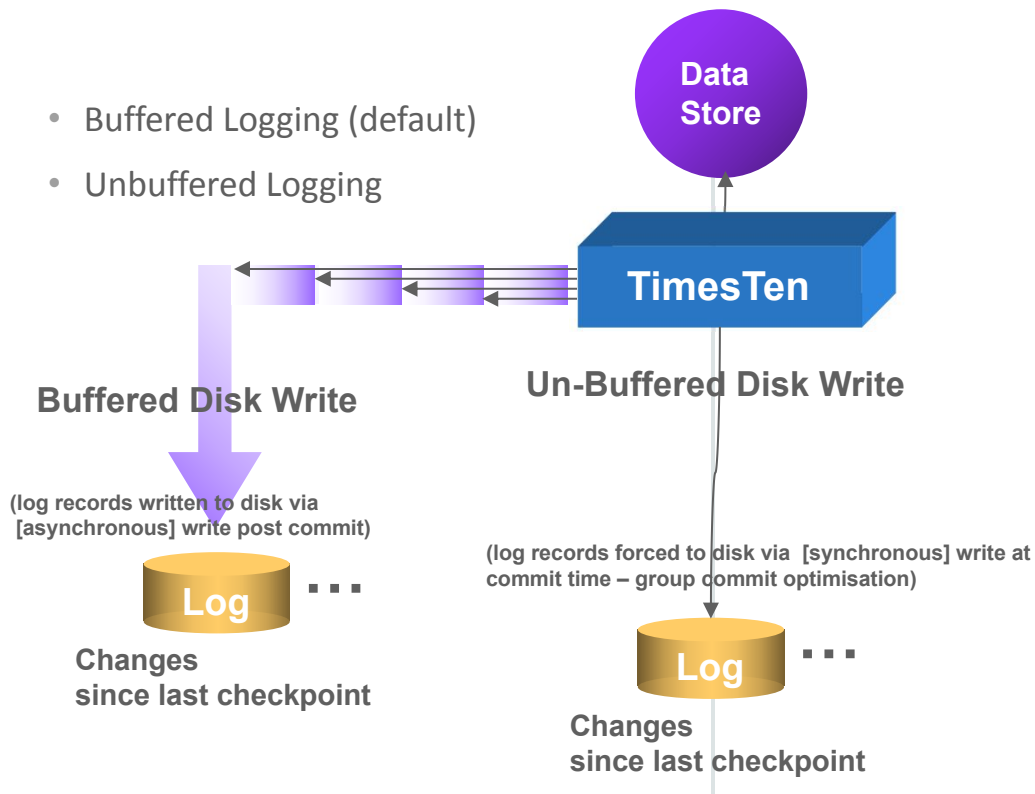 Data
Store
• Buffered Logging (default)
• Unbuffered Logging
TimesTen
Buffered Disk Write
Un-Buffered Disk Write
(log records written to disk via
[asynchronous] write post commit)
(log records forced to disk via [synchronous] write at
commit time – group commit optimisation)
Log
...
Changes
since last checkpoint
Log
...
Changes
since last checkpoint